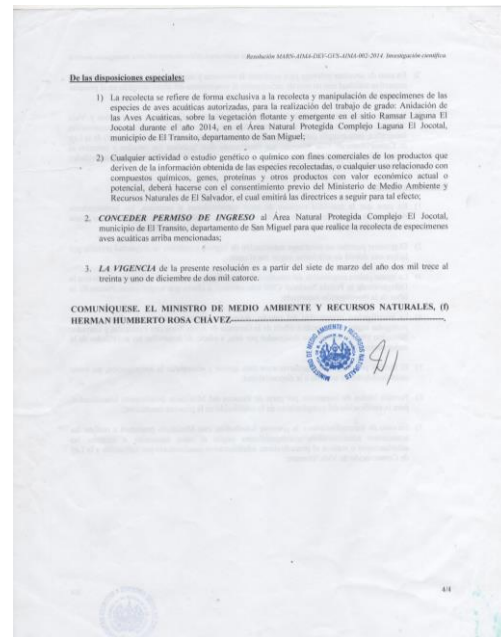 Resolución MARN-AIMA-DEV-GVS-AIMA-002-2014. Investigación científica
De las disposiciones especiales:
1) La recolecta se refiere de forma exclusiva a la recolecta y manipulación de especímenes de las
especies de aves acuáticas autorizadas, para la realización del trabajo de grado: Anidación de
las Aves Acuáticas, sobre la vegetación flotante y emergente en el sitio Ramsar Laguna El
Jocotal durante el año 2014, en el Área Natural Protegida Complejo Laguna El Jocotal,
municipio de El Transito, departamento de San Miguel;
2) Cualquier actividad o estudio genético o químico con fines comerciales de los productos que
deriven de la información obtenida de las especies recolectadas, o cualquier uso relacionado con
compuestos químicos, genes, proteínas y otros productos con valor económico actual o
potencial, deberá hacerse con el consentimiento previo del Ministerio de Medio Ambiente y
Recursos Naturales de El Salvador, el cual emitirá las directrices a seguir para tal efecto;
2. CONCEDER PERMISO DE INGRESO al Área Natural Protegida Complejo El Jocotal,
municipio de El Transito, departamento de San Miguel para que realice la recolecta de especímenes
aves acuáticas arriba mencionadas;
3. LA VIGENCIA de la presente resolución es a partir del siete de marzo del año dos mil trece al
treinta y uno de diciembre de dos mil catorce.
COMUNÍQUESE. EL MINISTRO DE MEDIO AMBIENTE Y RECURSOS NATURALES, (f)
HERMAN HUMBERTO ROSA CHÁVEZ
MINISTERIO DE MEDIO AMBIENTE Y RECURSOS NATURALES
4/4